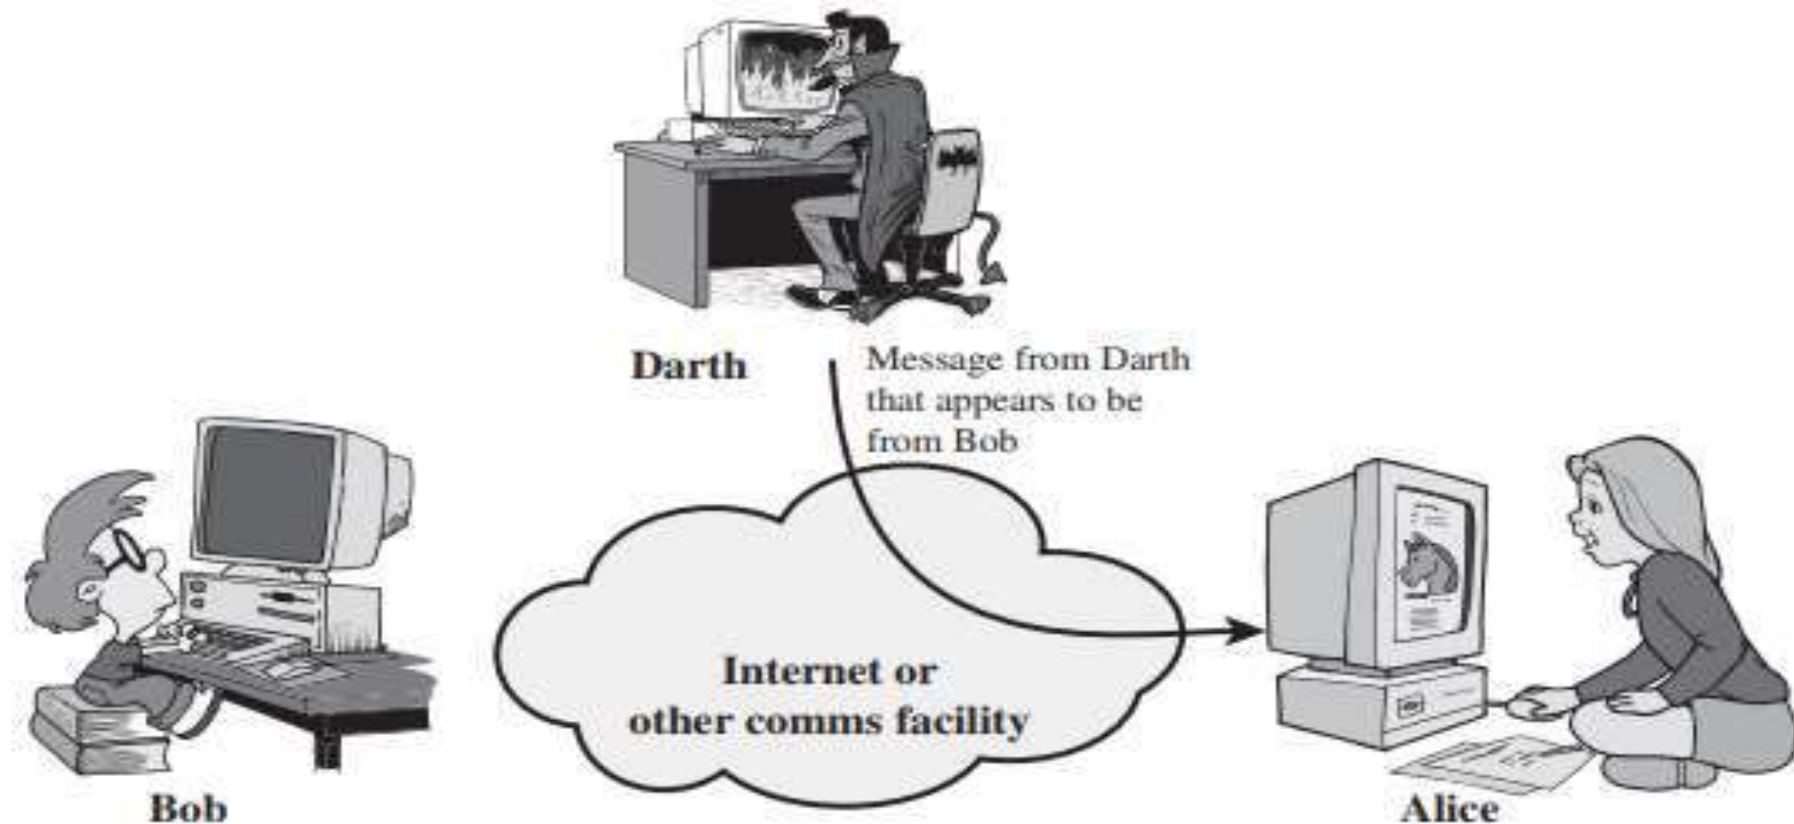 Darth
Message from Darth
that appears to be
from Bob
Internet or
other comms facility
Bob
Alice